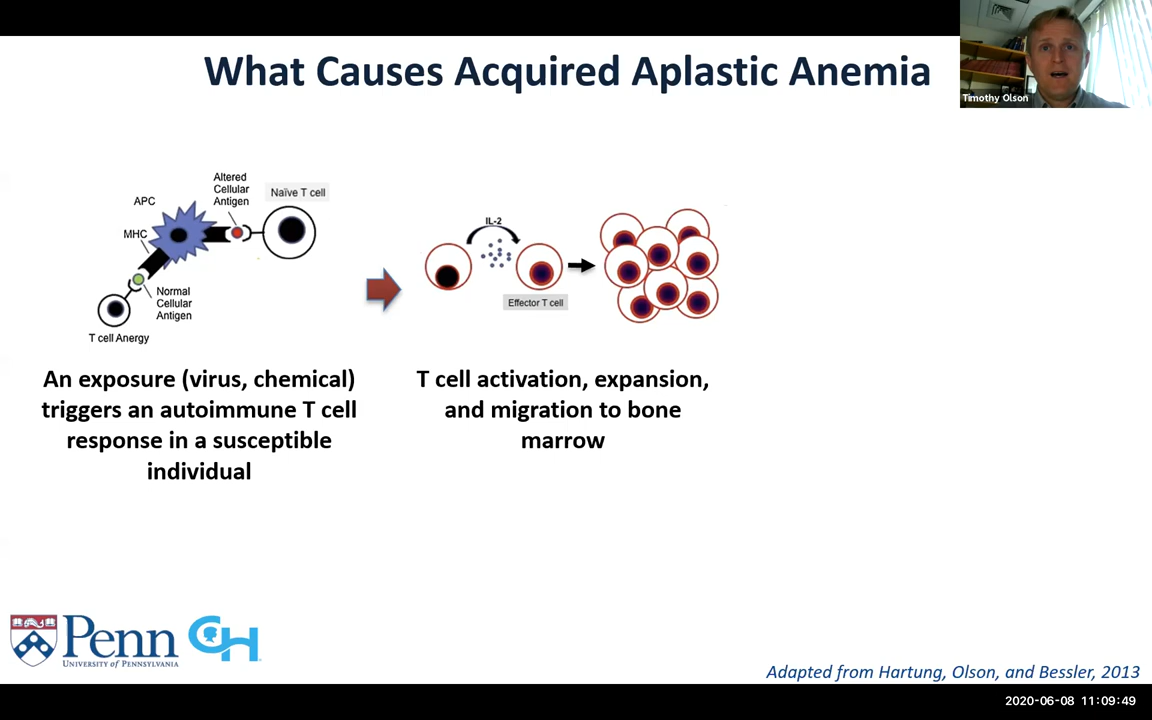 What Causes Acquired Aplastic Anemia
Timothy Olson
Altered
Cellular
Antigen
Naïve T cell
APC
MHC
Normal
Cellular
Antigen
T cell Anergy
IL-2
Effector T cell
An exposure (virus, chemical)
triggers an autoimmune T cell
response in a susceptible
individual
T cell activation, expansion,
and migration to bone
marrow
Penn
UNIVERSITY OF PENNSYLVANIA
CH
Adapted from Hartung, Olson, and Bessler, 2013
2020-06-08 11:09:49